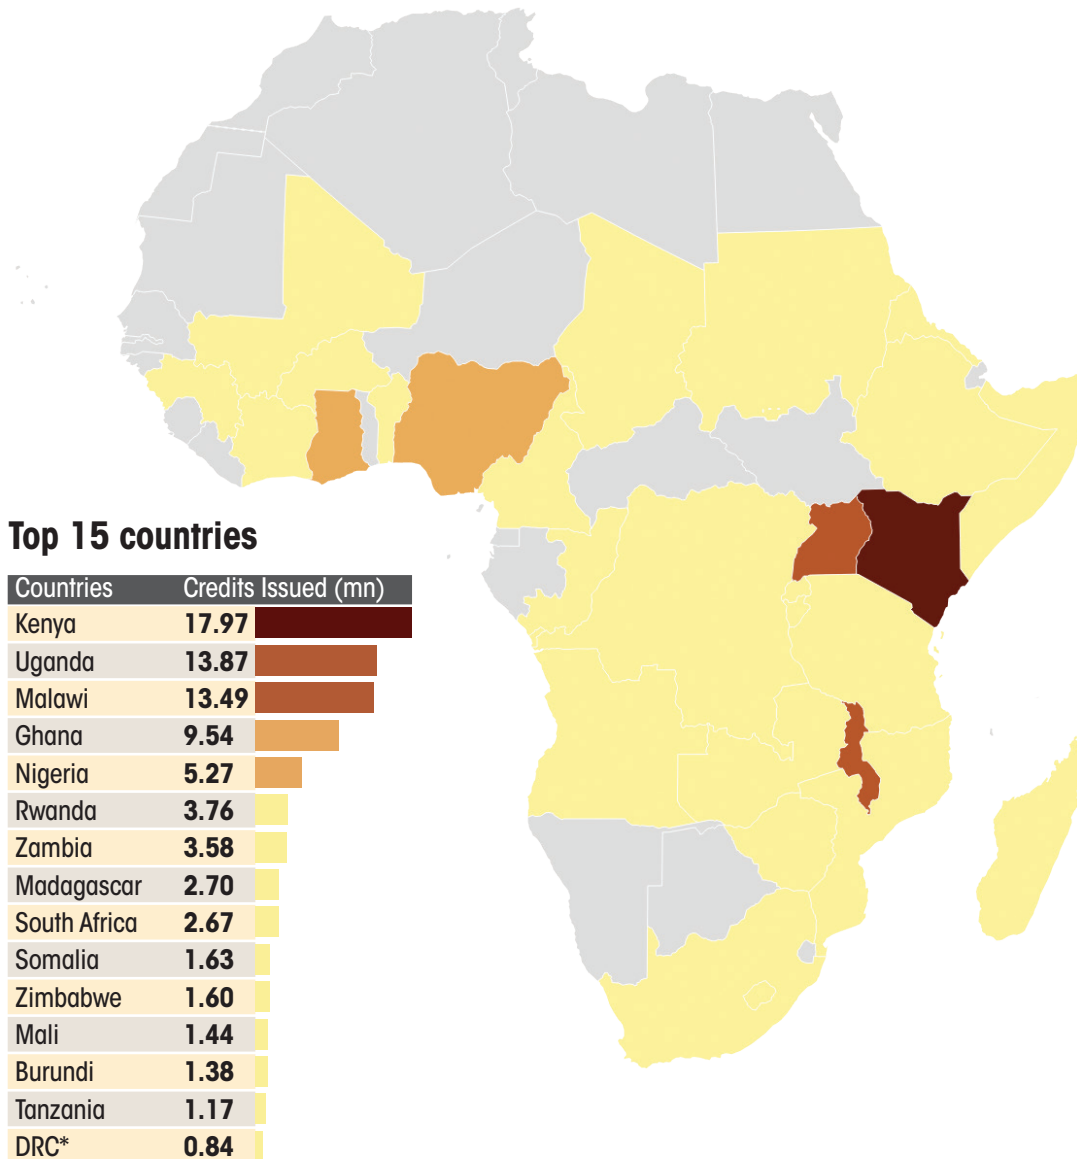 Top 15 countries
Countries Credits Issued (mn)
Kenya 17.97
Uganda 13.87
Malawi 13.49
Ghana 9.54
Nigeria 5.27
Rwanda 3.76
Zambia 3.58
Madagascar 2.70
South Africa 2.67
Somalia 1.63
Zimbabwe 1.60
Mali 1.44
Burundi 1.38
Tanzania 1.17
DRC* 0.84